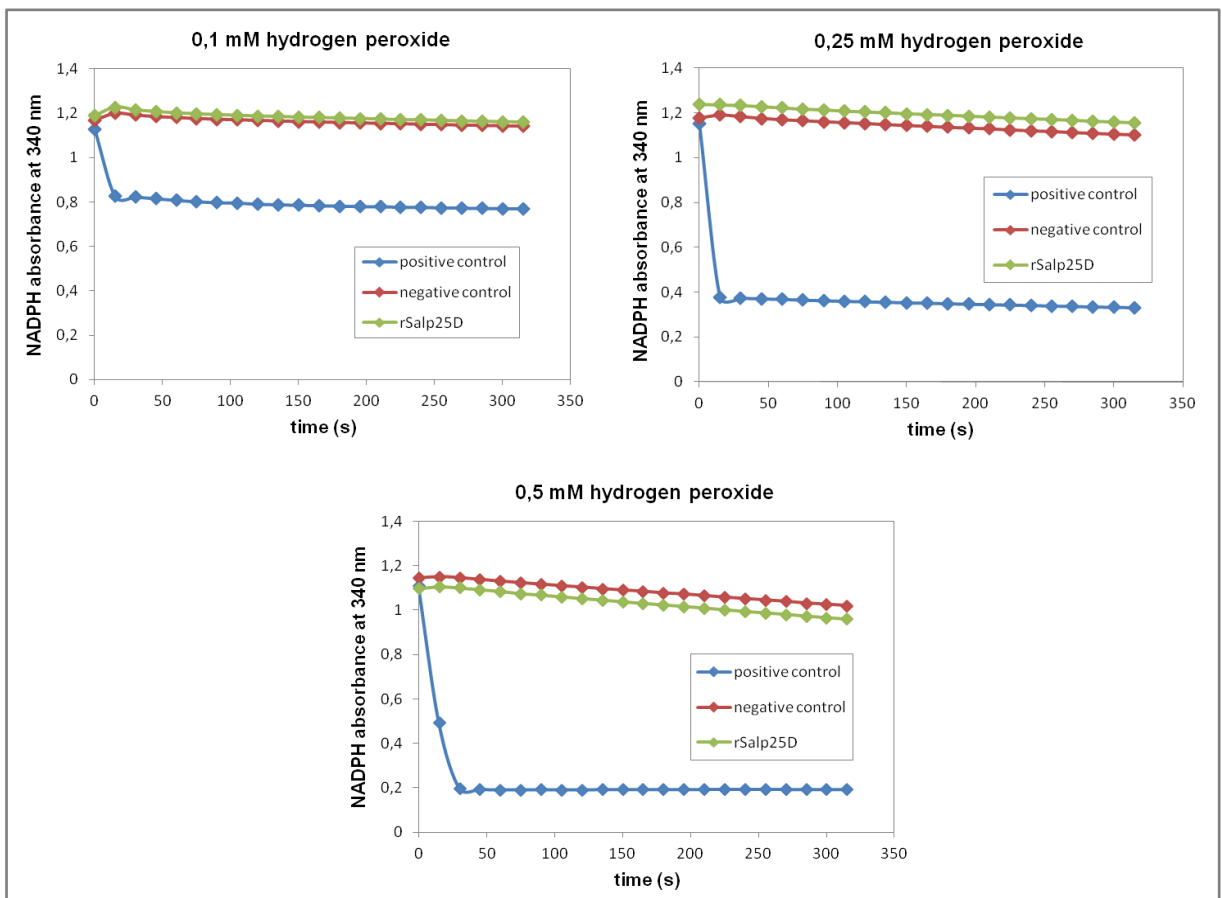 0,1 mM hydrogen peroxide
NADPH absorbance at 340 nm
1,4
1,2
1
0,8
0,6
0,4
0,2
0
positive control
negative control
rSalp25D
0 50 100 150 200 250 300 350
time (s)
0,25 mM hydrogen peroxide
NADPH absorbance at 340 nm
1,4
1,2
1
0,8
0,6
0,4
0,2
0
positive control
negative control
rSalp25D
0 50 100 150 200 250 300 350
time (s)
0,5 mM hydrogen peroxide
NADPH absorbance at 340 nm
1,4
1,2
1
0,8
0,6
0,4
0,2
0
positive control
negative control
rSalp25D
0 50 100 150 200 250 300 350
time (s)